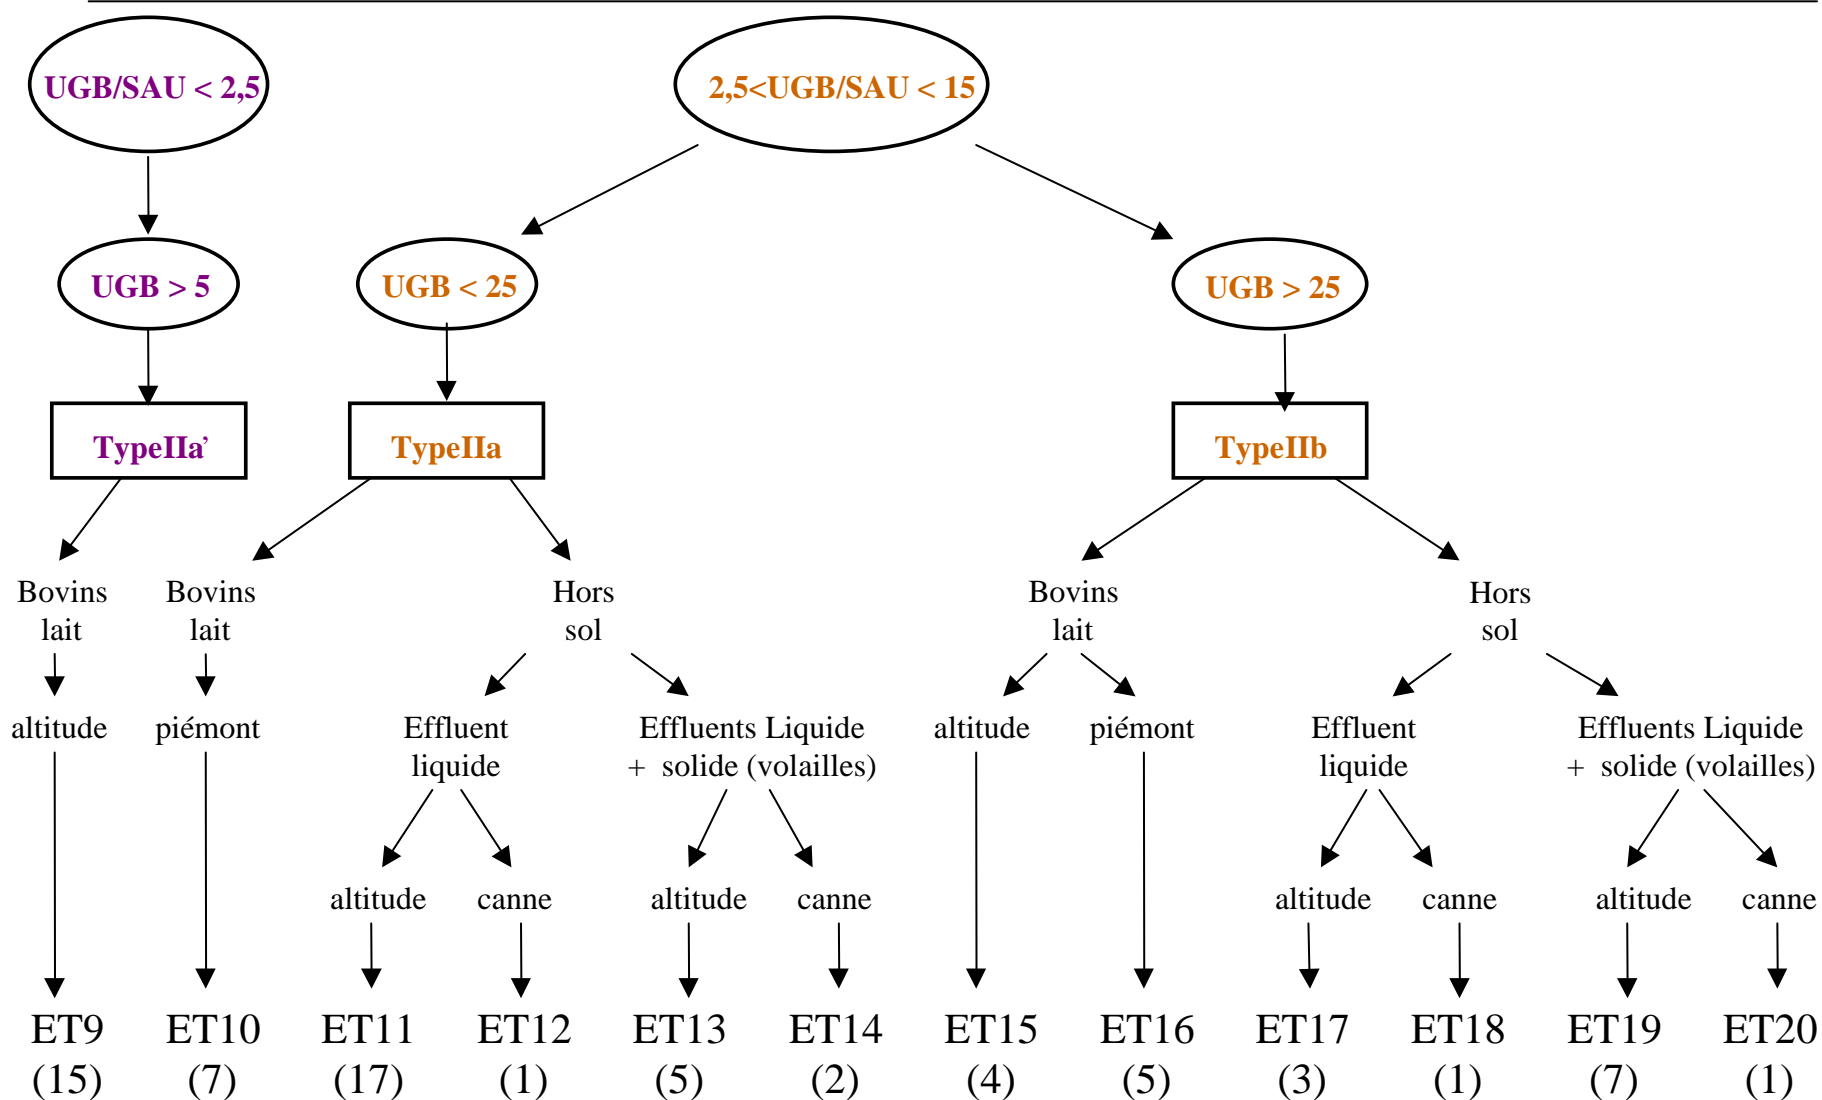 UGB/SAU < 2,5
2,5<UGB/SAU < 15
UGB > 5
UGB < 25
UGB > 25
TypeIIa’
TypeIIa
TypeIIb
Bovins
lait
Bovins
lait
Hors
sol
Bovins
lait
Hors
sol
altitude
piémont
Effluent
liquide
Effluents Liquide
+ solide (volailles)
altitude
piémont
Effluent
liquide
Effluents Liquide
+ solide (volailles)
altitude
canne
altitude
canne
altitude
canne
altitude
canne
ET9
(15)
ET10
(7)
ET11
(17)
ET12
(1)
ET13
(5)
ET14
(2)
ET15
(4)
ET16
(5)
ET17
(3)
ET18
(1)
ET19
(7)
ET20
(1)